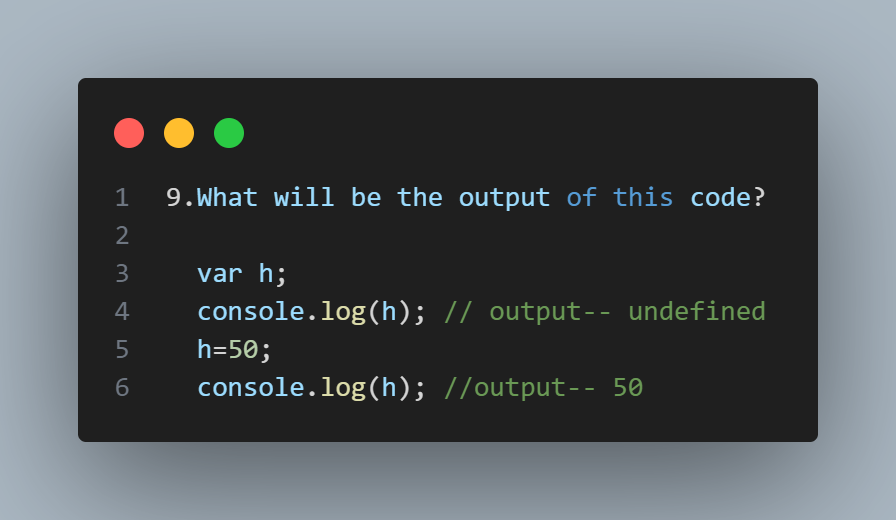 1 9.What will be the output of this code?
2
3 var h;
4 console.log(h); // output-- undefined
5 h=50;
6 console.log(h); //output-- 50